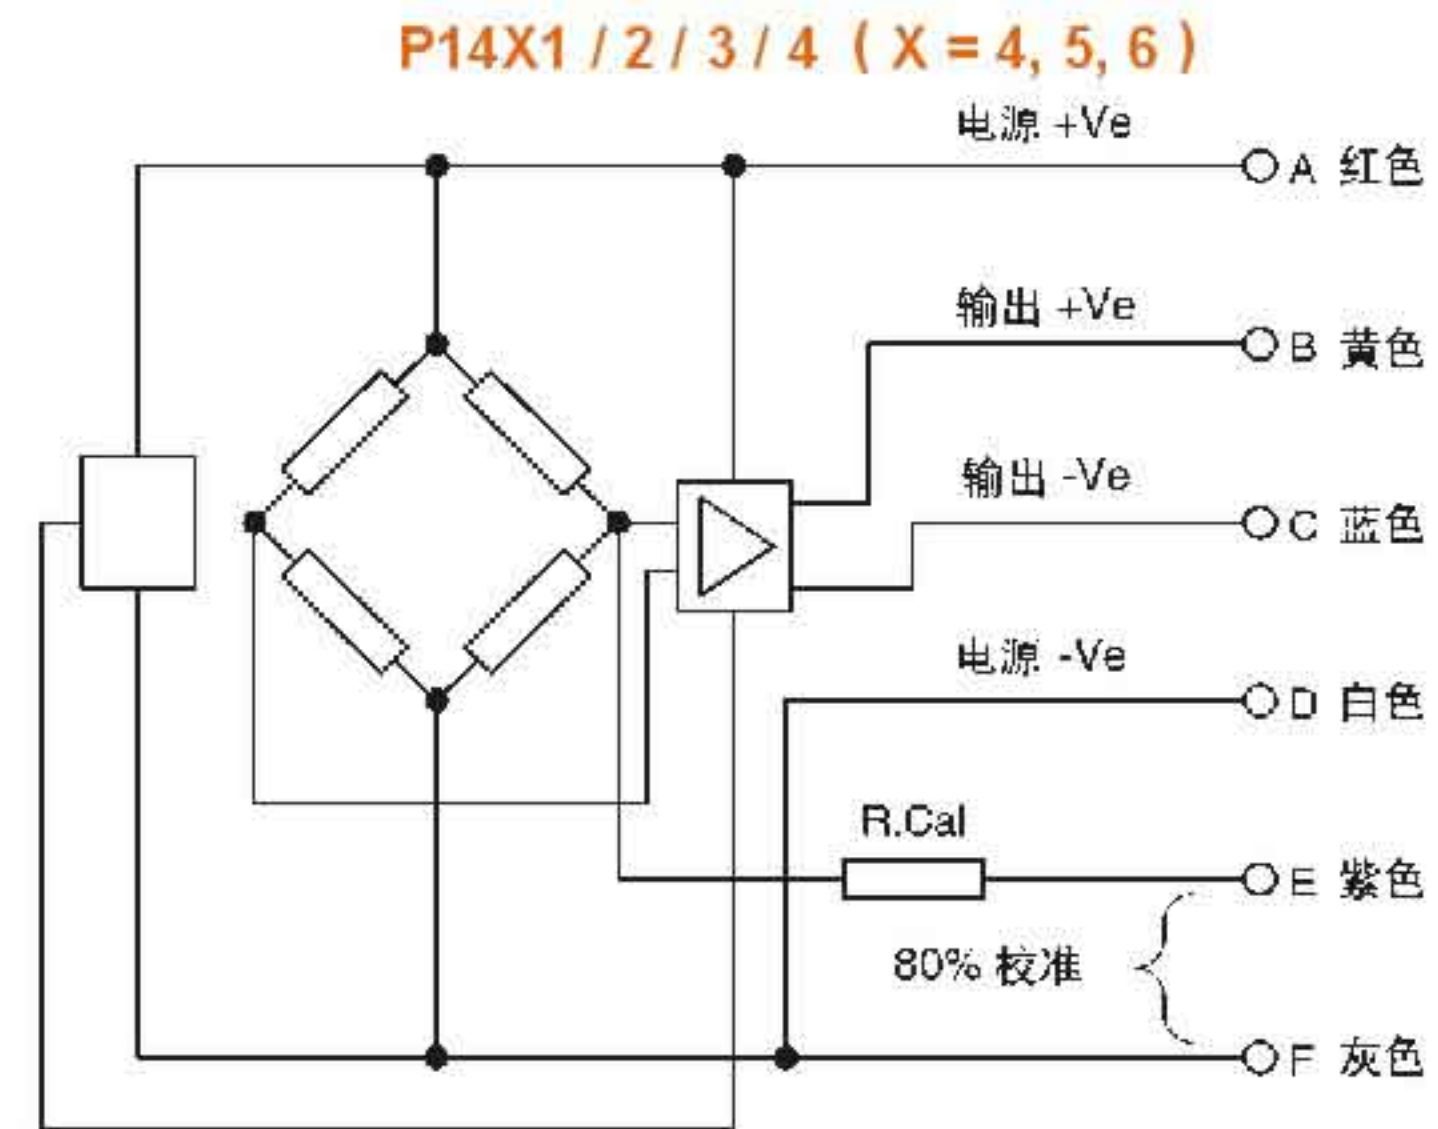 P14X1 / 2 / 3 / 4 ( X = 4, 5, 6 )
电源 +Ve
A 红色
输出 +Ve
B 黄色
输出 -Ve
C 蓝色
电源 -Ve
D 白色
R.Cal
E 紫色
80% 校准
F 灰色